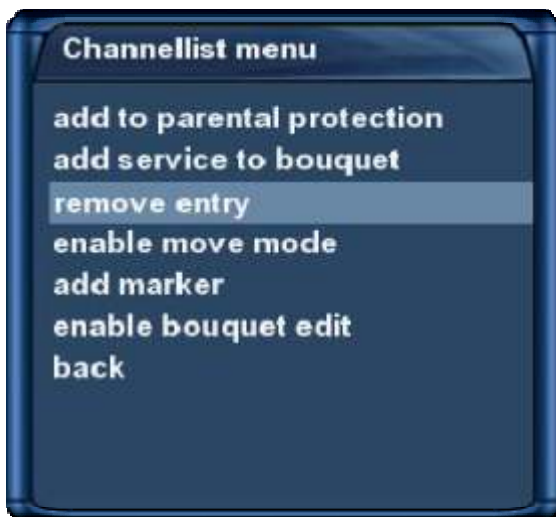 Channellist menu
add to parental protection
add service to bouquet
remove entry
enable move mode
add marker
enable bouquet edit
back